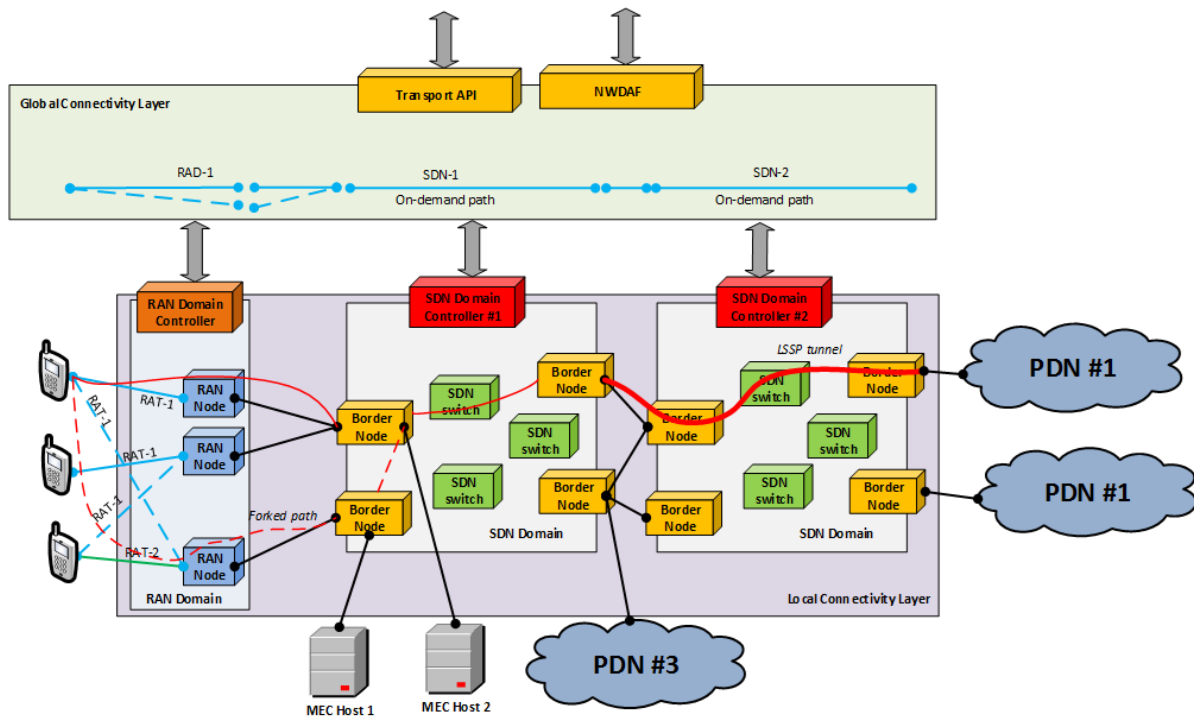 Transport API
NWDAF
Global Connectivity Layer
RAD-1
SDN-1
SDN-2
On-demand path
On-demand path
RAN Domain
Controller
SDN Domain
Controller #1
SDN Domain
Controller #2
LSSP tunnel
RAT-1
RAT-1
RAN
Node
Border
Node
SDN
switch
SDN
switch
Border
Node
PDN #1
Border
Node
Border
Node
RAT-1
RAN
Node
SDN
switch
SDN
switch
RAT-1
SDN
switch
Border
Node
SDN
switch
Border
Node
PDN #1
Forked path
Border
Node
Border
Node
SDN Domain
SDN Domain
RAT-2
RAN
Node
RAN Domain
Local Connectivity Layer
MEC Host 1
MEC Host 2
PDN #3